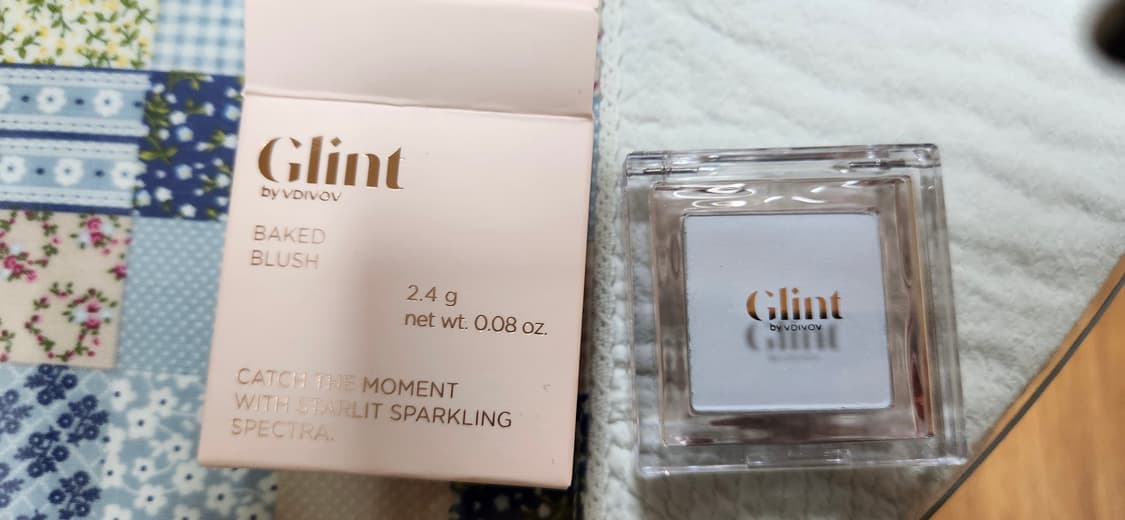 Glint
by VDIVOV
BAKED
BLUSH
2.4 g
net wt. 0.08 oz.
CATCH THE MOMENT
WITH STARLIT SPARKLING
SPECTRA.
Glint
by VDIVOV